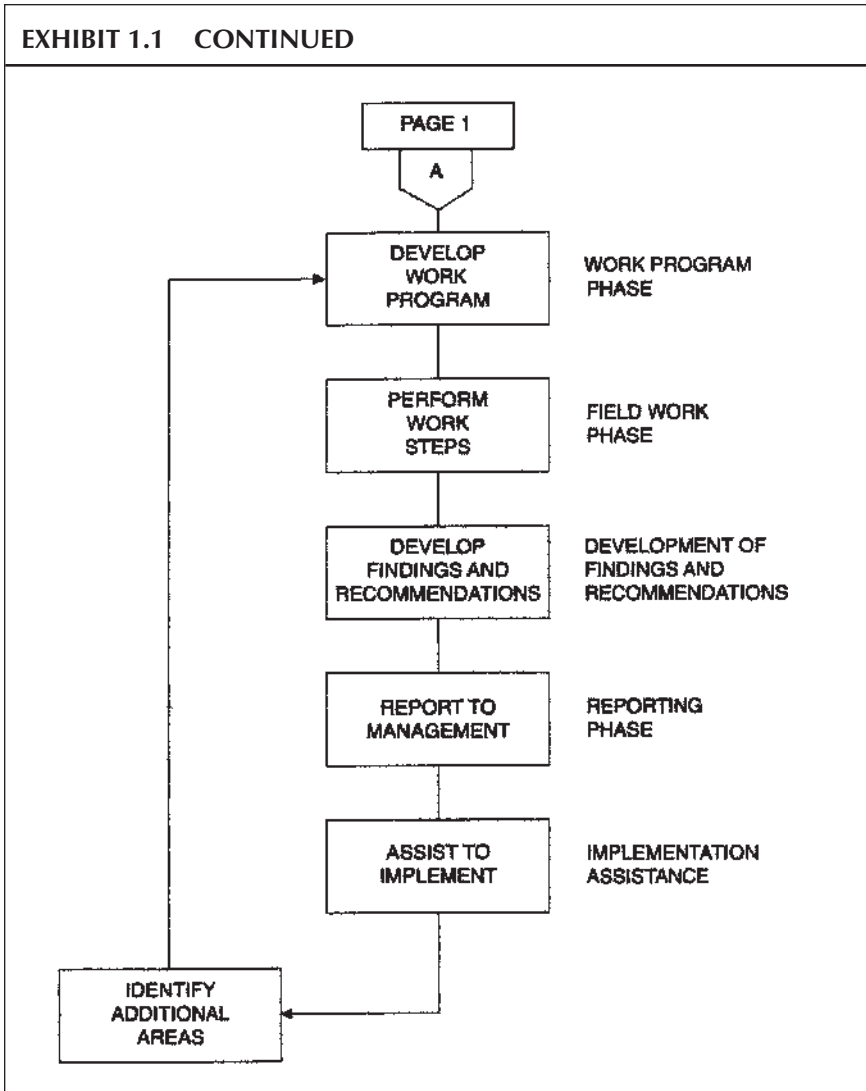 EXHIBIT 1.1 CONTINUED
PAGE 1
A
DEVELOP
WORK
PROGRAM
WORK PROGRAM
PHASE
PERFORM
WORK
STEPS
FIELD WORK
PHASE
DEVELOP
FINDINGS AND
RECOMMENDATIONS
DEVELOPMENT OF
FINDINGS AND
RECOMMENDATIONS
REPORT TO
MANAGEMENT
REPORTING
PHASE
ASSIST TO
IMPLEMENT
IMPLEMENTATION
ASSISTANCE
IDENTIFY
ADDITIONAL
AREAS